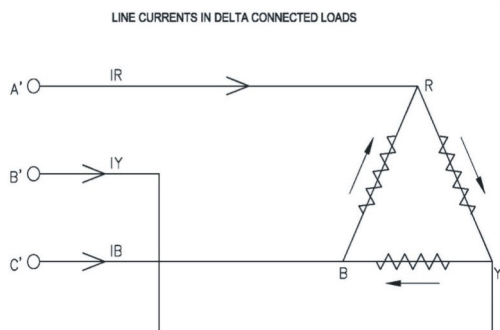 LINE CURRENTS IN DELTA CONNECTED LOADS
A' IR R
B' IY
C' IB B Y